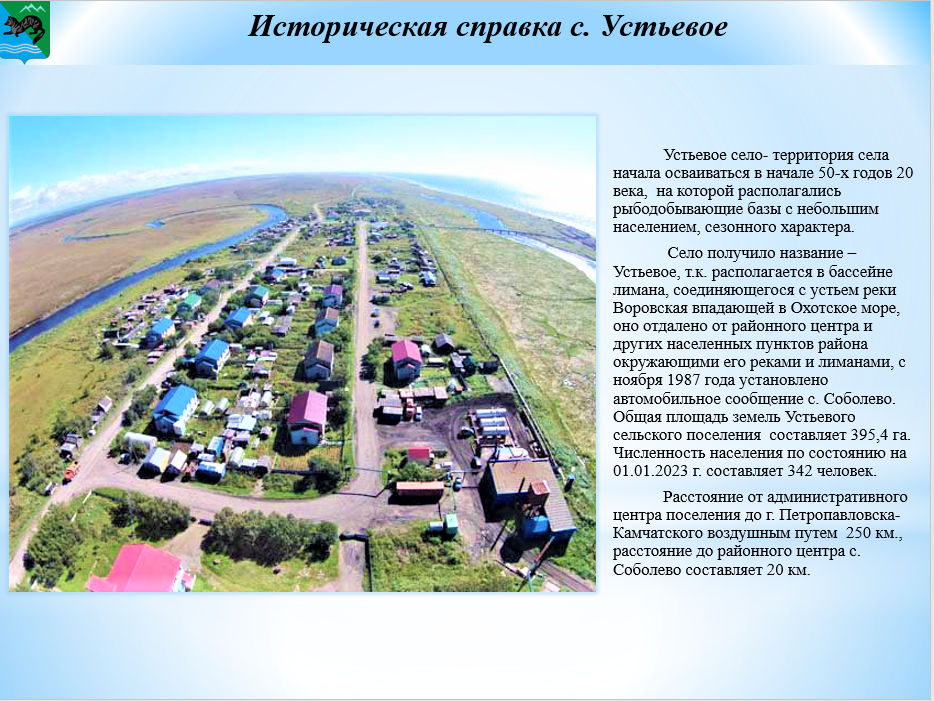 Историческая справка с. Устьевое
Устьевое село- территория села
начала осваиваться в начале 50-х годов 20
века, на которой располагались
рыбодобывающие базы с небольшим
населением, сезонного характера.
Село получило название –
Устьевое, т.к. располагается в бассейне
лимана, соединяющегося с устьем реки
Воровская впадающей в Охотское море,
оно отдалено от районного центра и
других населенных пунктов района
окружающими его реками и лиманами, с
ноября 1987 года установлено
автомобильное сообщение с. Соболево.
Общая площадь земель Устьевого
сельского поселения составляет 395,4 га.
Численность населения по состоянию на
01.01.2023 г. составляет 342 человек.
Расстояние от административного
центра поселения до г. Петропавловска-
Камчатского воздушным путем 250 км.,
расстояние до районного центра с.
Соболево составляет 20 км.